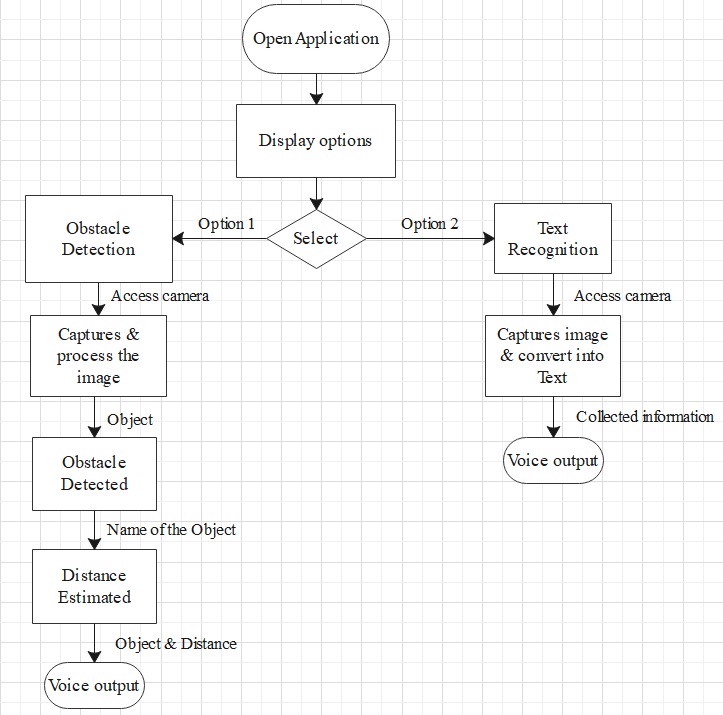 Open Application
Display options
Select
Option 1
Option 2
Obstacle
Detection
Access camera
Captures &
process the
image
Object
Obstacle
Detected
Name of the Object
Distance
Estimated
Object & Distance
Voice output
Text
Recognition
Access camera
Captures image
& convert into
Text
Collected information
Voice output